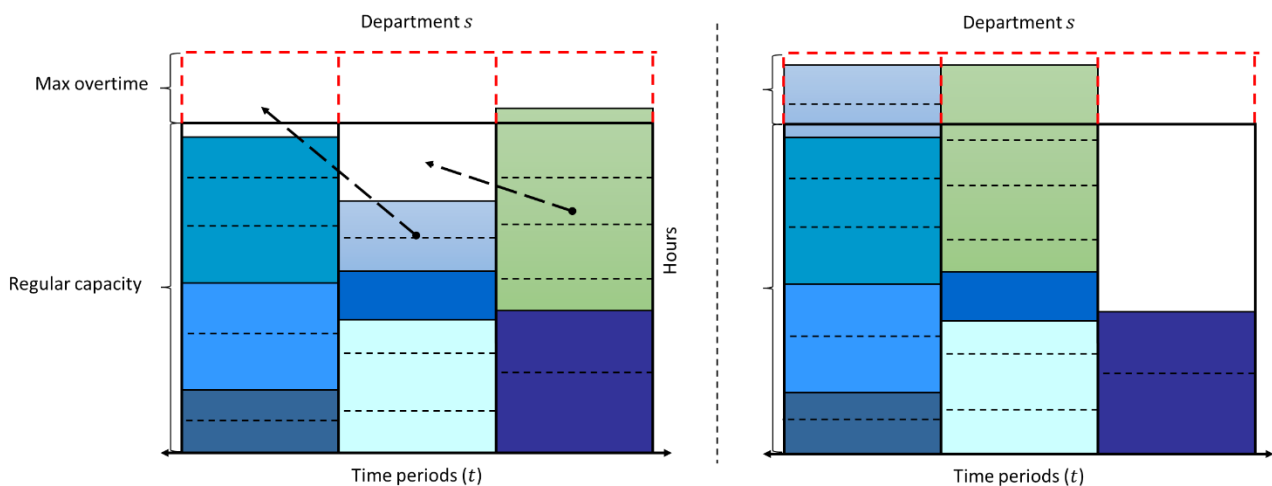 Department s
Department s
Max overtime
Hours
Regular capacity
Time periods (t)
Time periods (t)